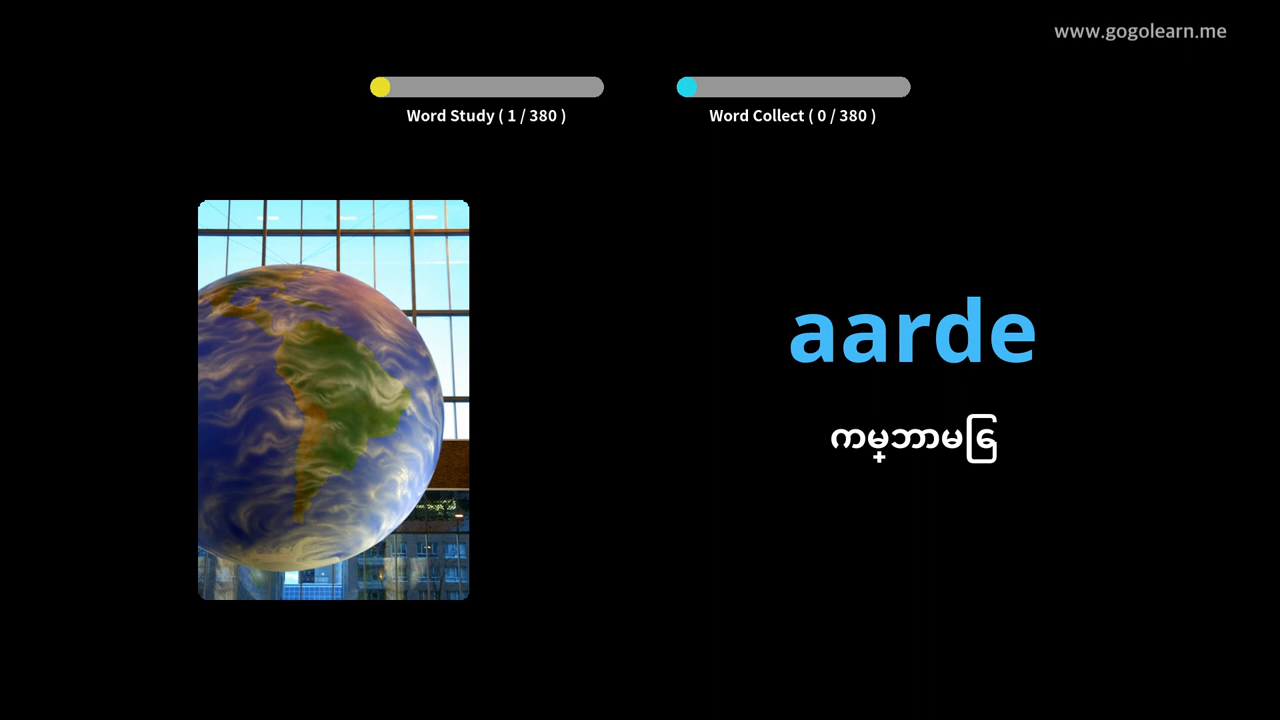 www.gogolearn.me
Word Study ( 1 / 380 )
Word Collect ( 0 / 380 )
aarde
ကမ္ဘာမြေ